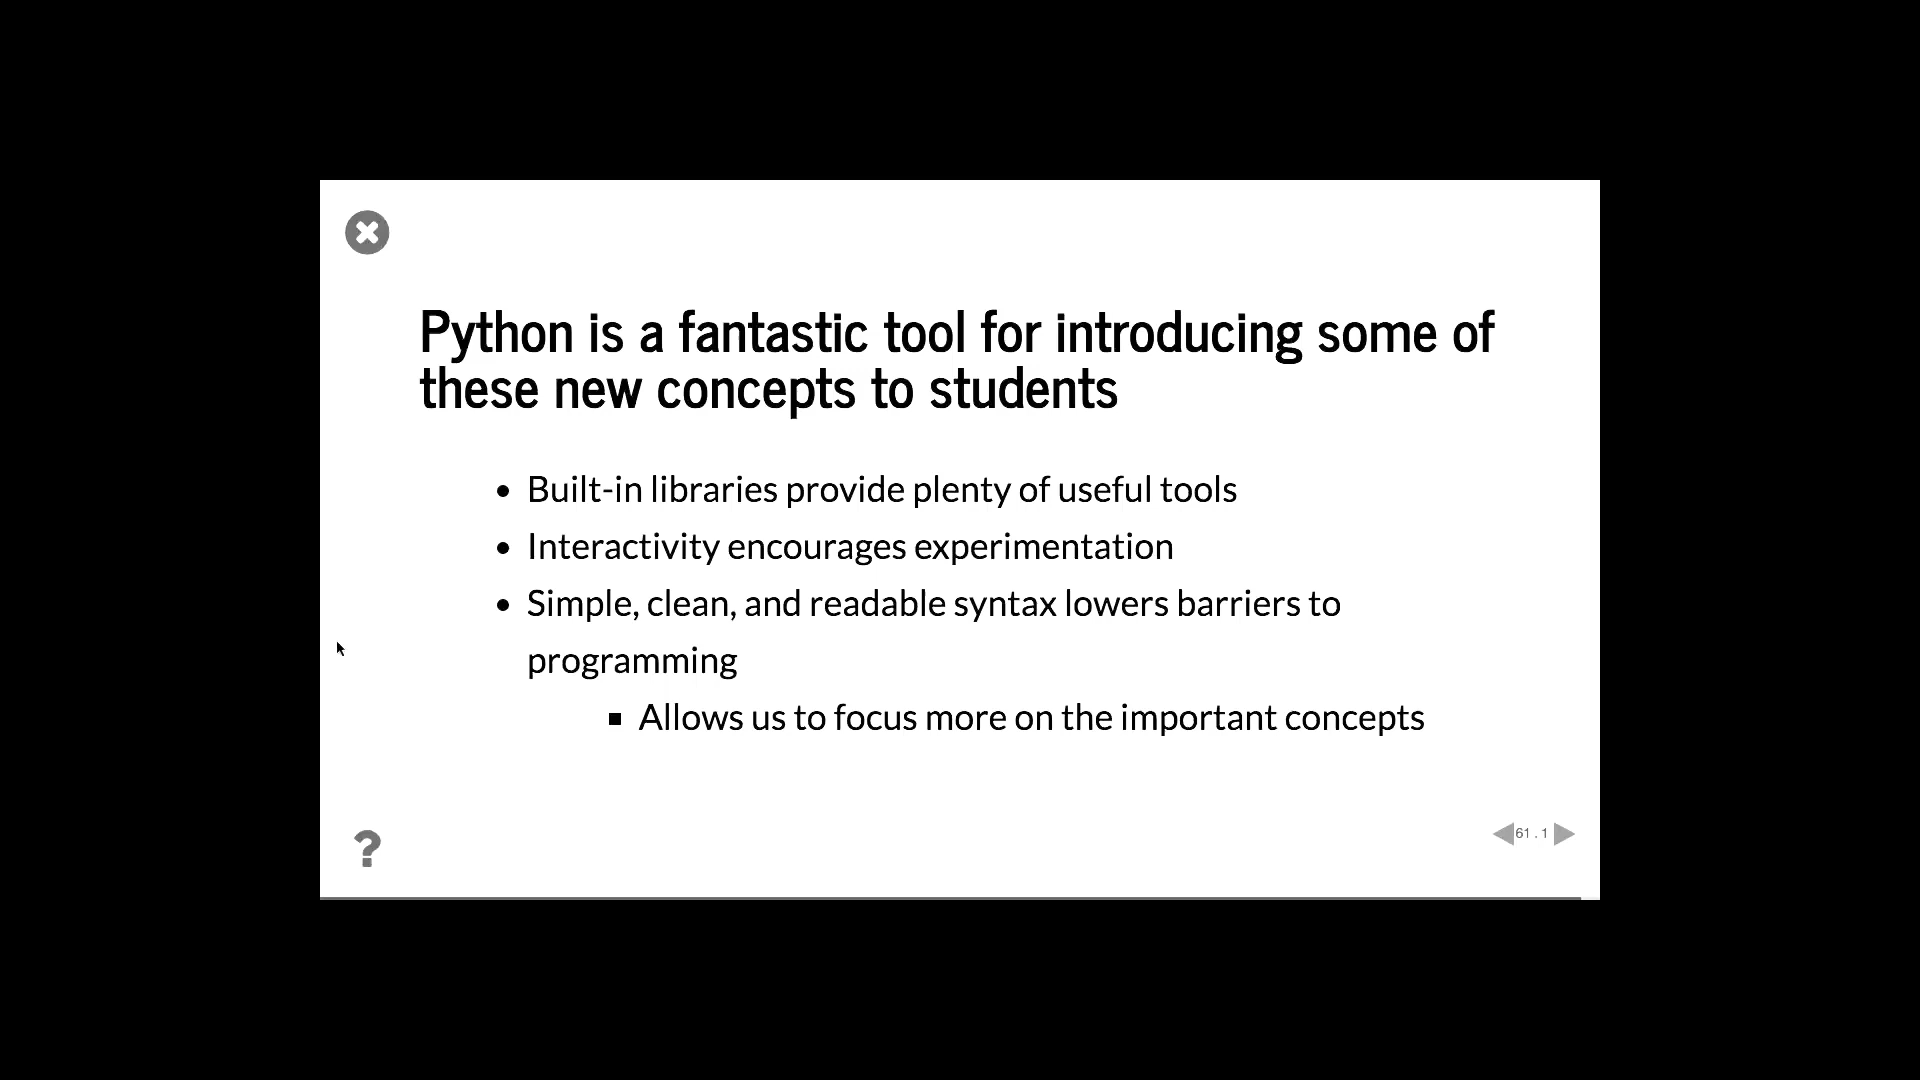 Python is a fantastic tool for introducing some of
these new concepts to students
Built-in libraries provide plenty of useful tools
Interactivity encourages experimentation
Simple, clean, and readable syntax lowers barriers to
programming
Allows us to focus more on the important concepts
?
61 . 1